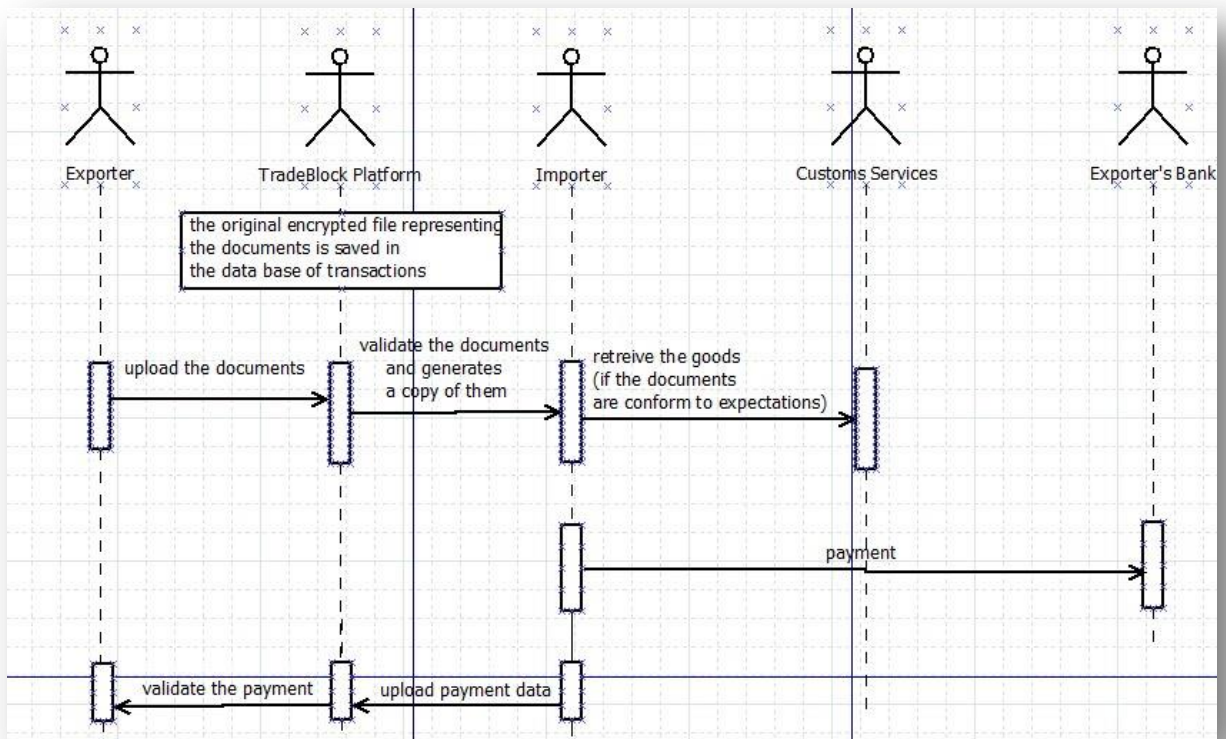 Exporter
TradeBlock Platform
Importer
Customs Services
Exporter's Bank
the original encrypted file representing
the documents is saved in
the data base of transactions
upload the documents
validate the documents
and generates
a copy of them
retreive the goods
(if the documents
are conform to expectations)
payment
validate the payment
upload payment data